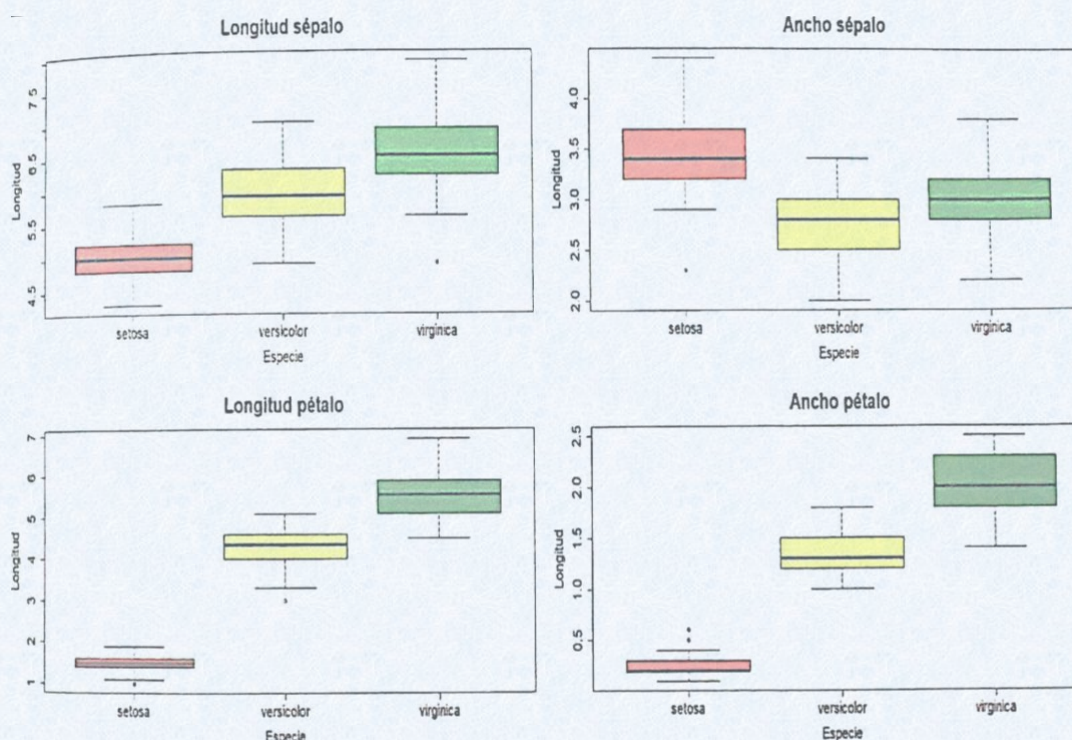 Longitud sépalo
Longitud
7.5
6.5
5.5
4.5
setosa
versicolor
virginica
Especie
Ancho sépalo
Longitud
4.0
3.5
3.0
2.5
2.0
setosa
versicolor
virginica
Especie
Longitud pétalo
Longitud
7
6
5
4
3
2
1
setosa
versicolor
virginica
Especie
Ancho pétalo
Longitud
2.5
2.0
1.5
1.0
0.5
setosa
versicolor
virginica
Especie